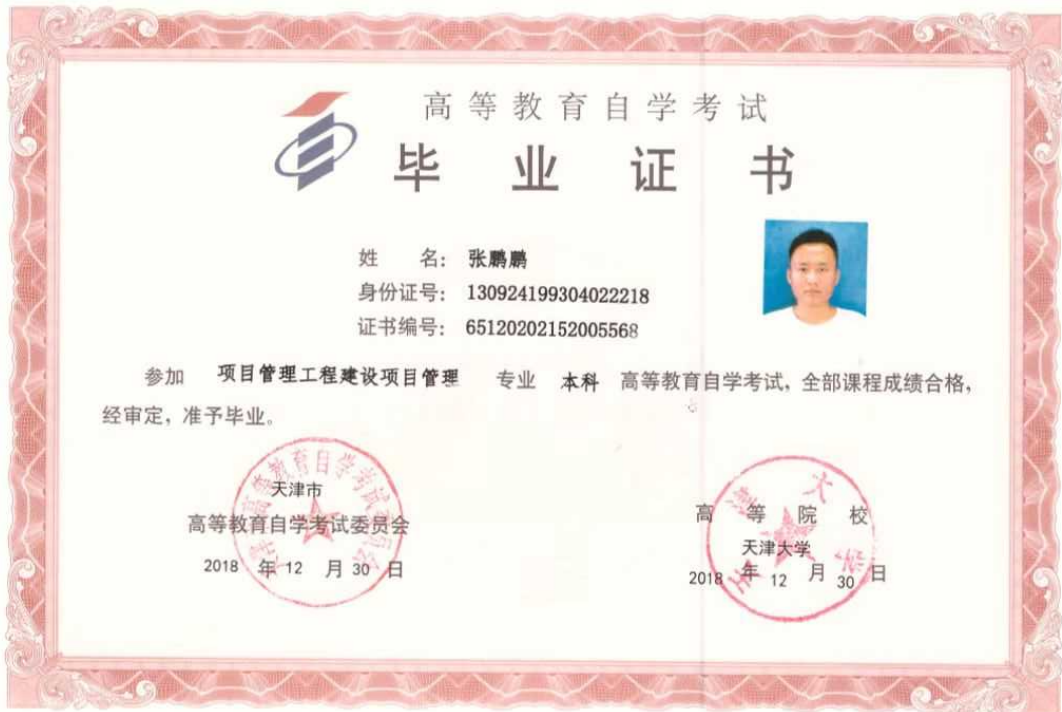 高等教育自学考试
毕业证书
姓 名: 张鹏鹏
身份证号: 130924199304022218
证书编号: 65120202152005568
参加 项目管理工程建设项目管理 专业 本科 高等教育自学考试, 全部课程成绩合格,
经审定, 准予毕业。
天津市
高等教育自学考试委员会
2018 年 12 月 30 日
高等院校
天津大学
2018 年 12 月 30 日